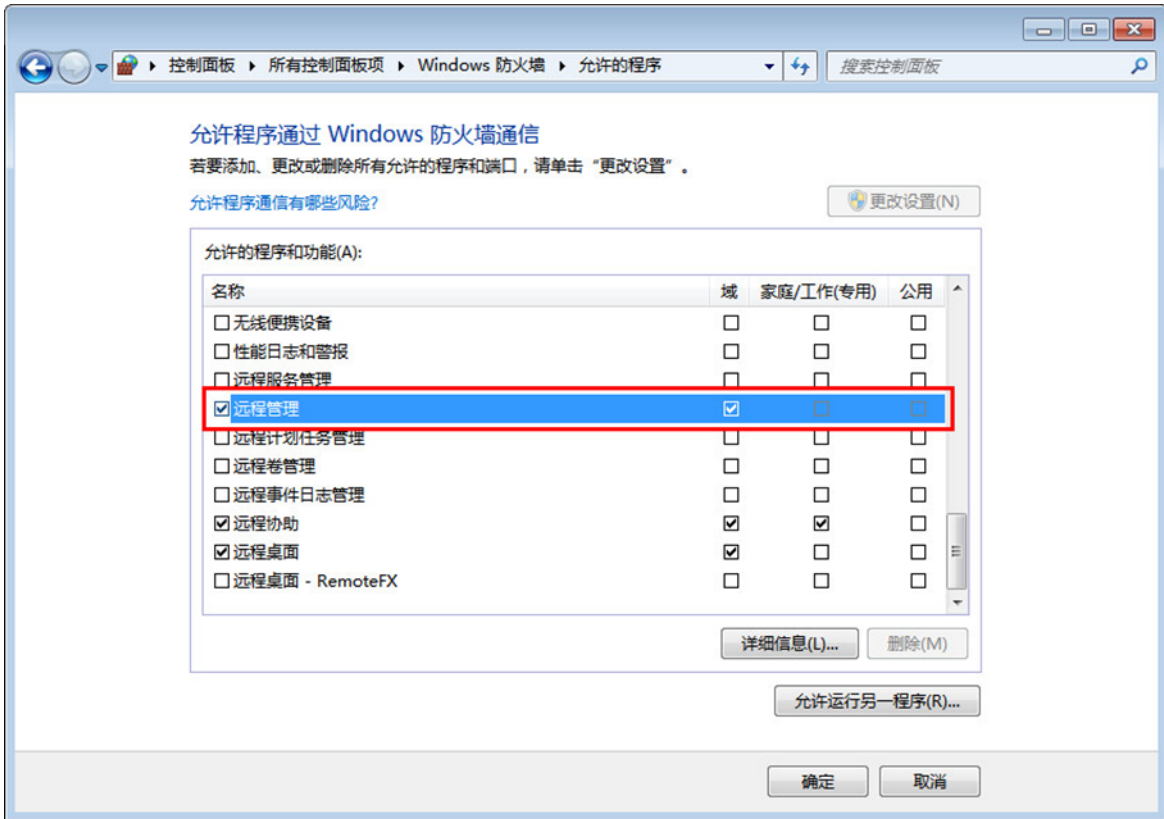 控制面板 ▸ 所有控制面板项 ▸ Windows 防火墙 ▸ 允许的程序 搜索控制面板
允许程序通过 Windows 防火墙通信
若要添加、更改或删除所有允许的程序和端口，请单击“更改设置”。
允许程序通信有哪些风险? 更改设置(N)
允许的程序和功能(A):
名称 域 家庭/工作(专用) 公用
无线便携设备
性能日志和警报
远程服务管理
远程管理
远程计划任务管理
远程卷管理
远程事件日志管理
远程协助
远程桌面
远程桌面 - RemoteFX
详细信息(L)... 删除(M)
允许运行另一程序(R)...
确定 取消